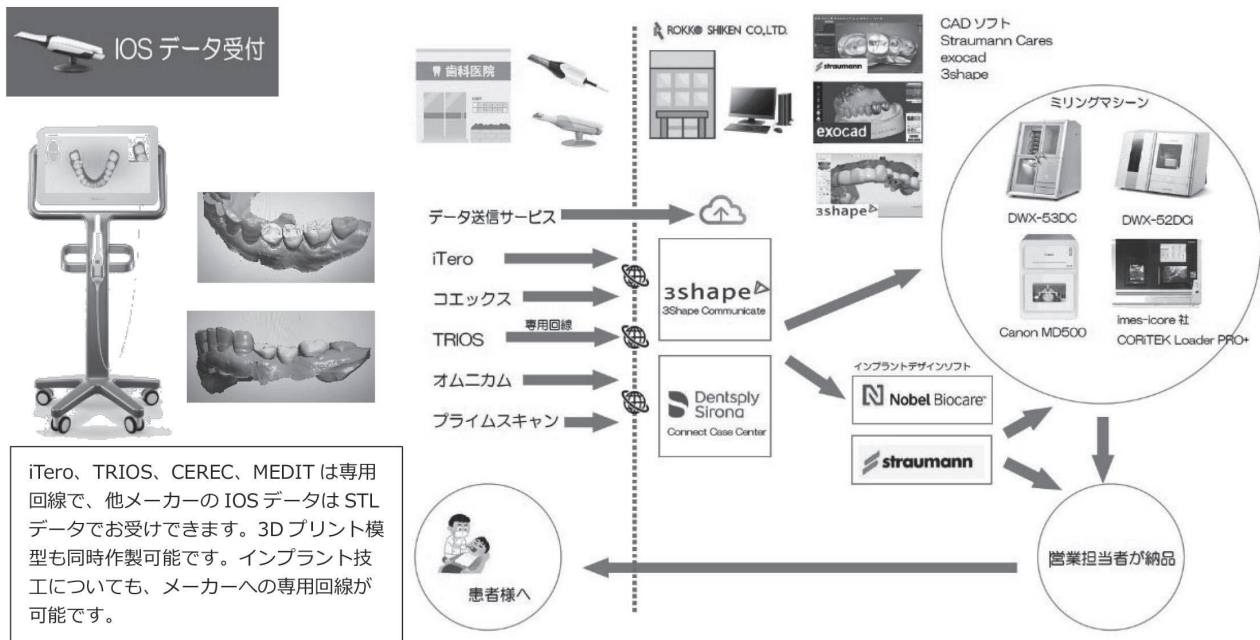 IOS データ受付
iTero、TRIOS、CEREC、MEDIT は専用
回線で、他メーカーの IOS データは STL
データでお受けできます。3D プリント模
型も同時作製可能です。インプラント技
工についても、メーカーへの専用回線が
可能です。
歯科医院
ROKKO SHIKEN CO,.LTD.
straumann
exocad
3shape
CAD ソフト
Straumann Cares
exocad
3shape
データ送信サービス
iTero
コエックス
TRIOS
専用回線
オムニカム
プライムスキャン
3shape
3Shape Communicate
Dentsply
Sirona
Connect Case Center
ミリングマシーン
DWX-53DC
DWX-52DCi
Canon MD500
imes-icore 社
CORiTEK Loader PRO+
インプラントデザインソフト
Nobel Biocare
straumann
営業担当者が納品
患者様へ